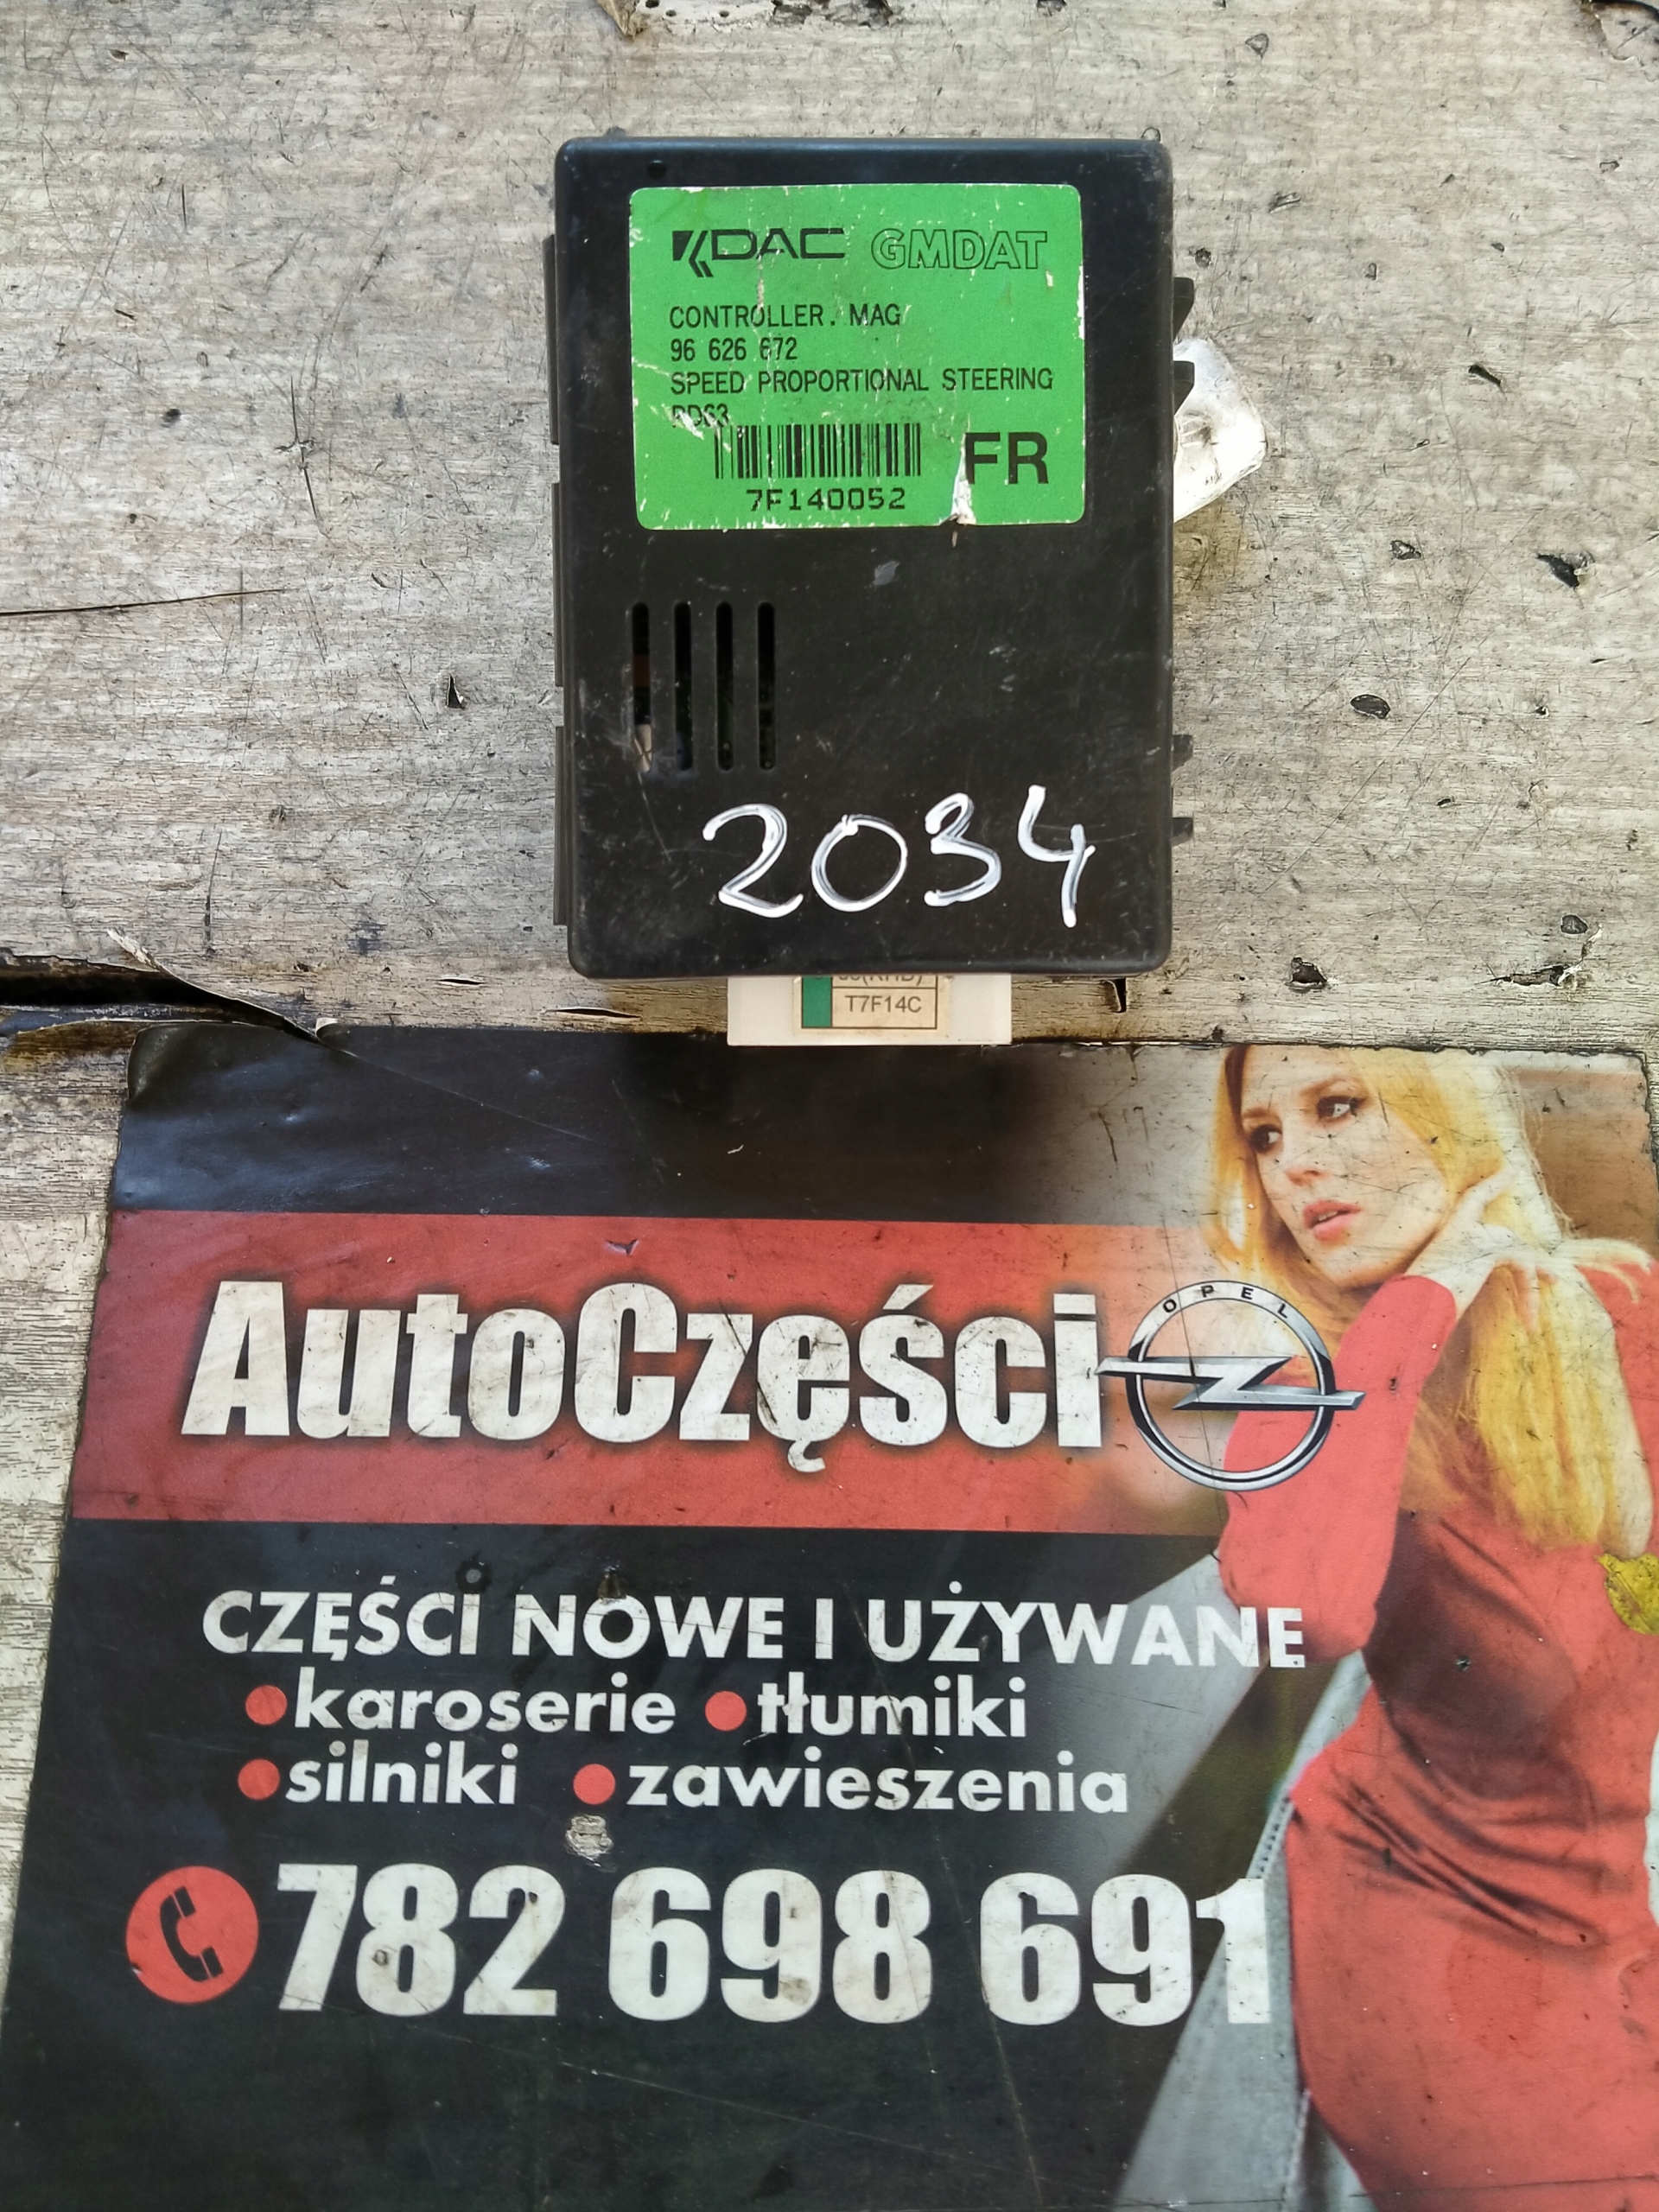 KDAC GMDAT
CONTROLLER. MAG
96 626 672
SPEED PROPORTIONAL STEERING
FR
7F140052
2034
T7F14C
AutoCzęści
OPEL
CZĘŚCI NOWE I UŻYWANE
karoserie tłumiki
silniki zawieszenia
782 698 691